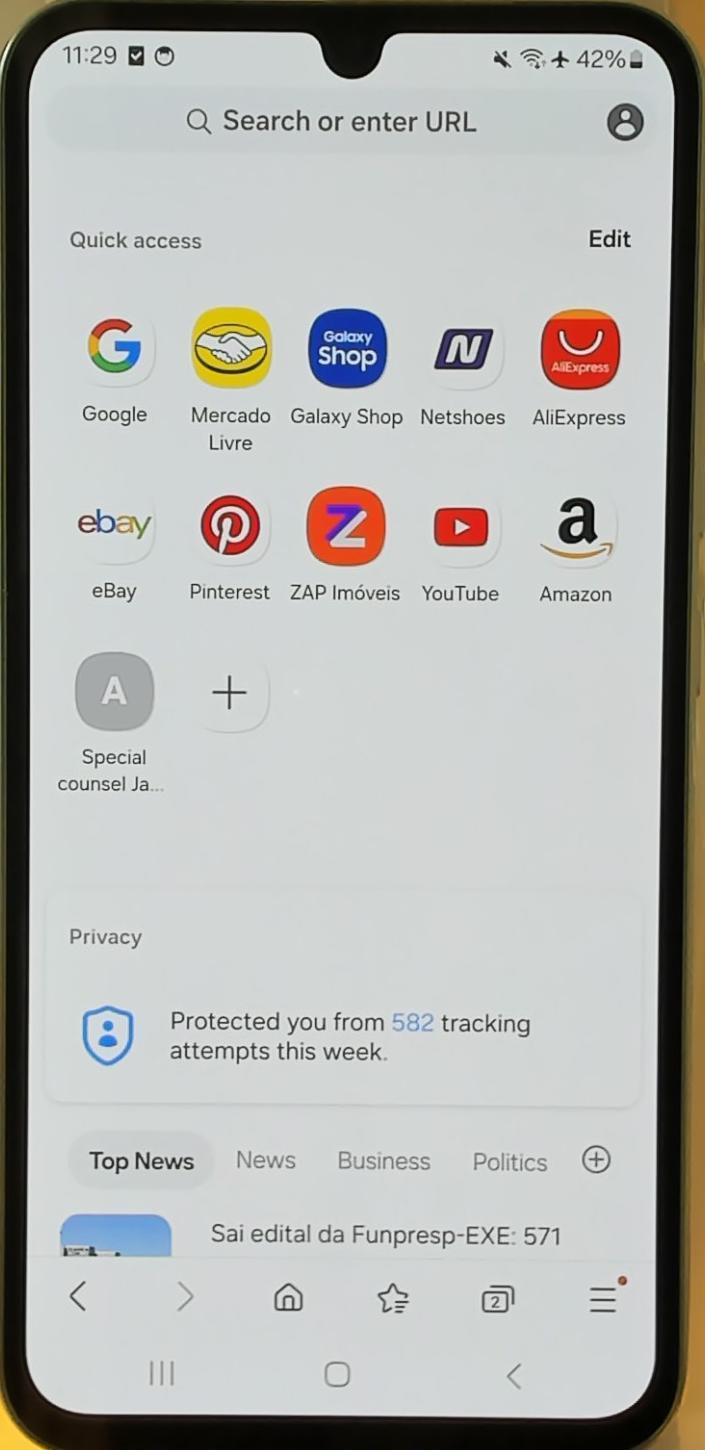 11:29 42%
Search or enter URL
Quick access Edit
Galaxy
Shop
N
AliExpress
Google Mercado Livre Galaxy Shop Netshoes AliExpress
ebay
Z
a
eBay Pinterest ZAP Imóveis YouTube Amazon
A
Special
counsel Ja...
Privacy
Protected you from 582 tracking
attempts this week.
Top News News Business Politics
Sai edital da Funpresp-EXE: 571
2